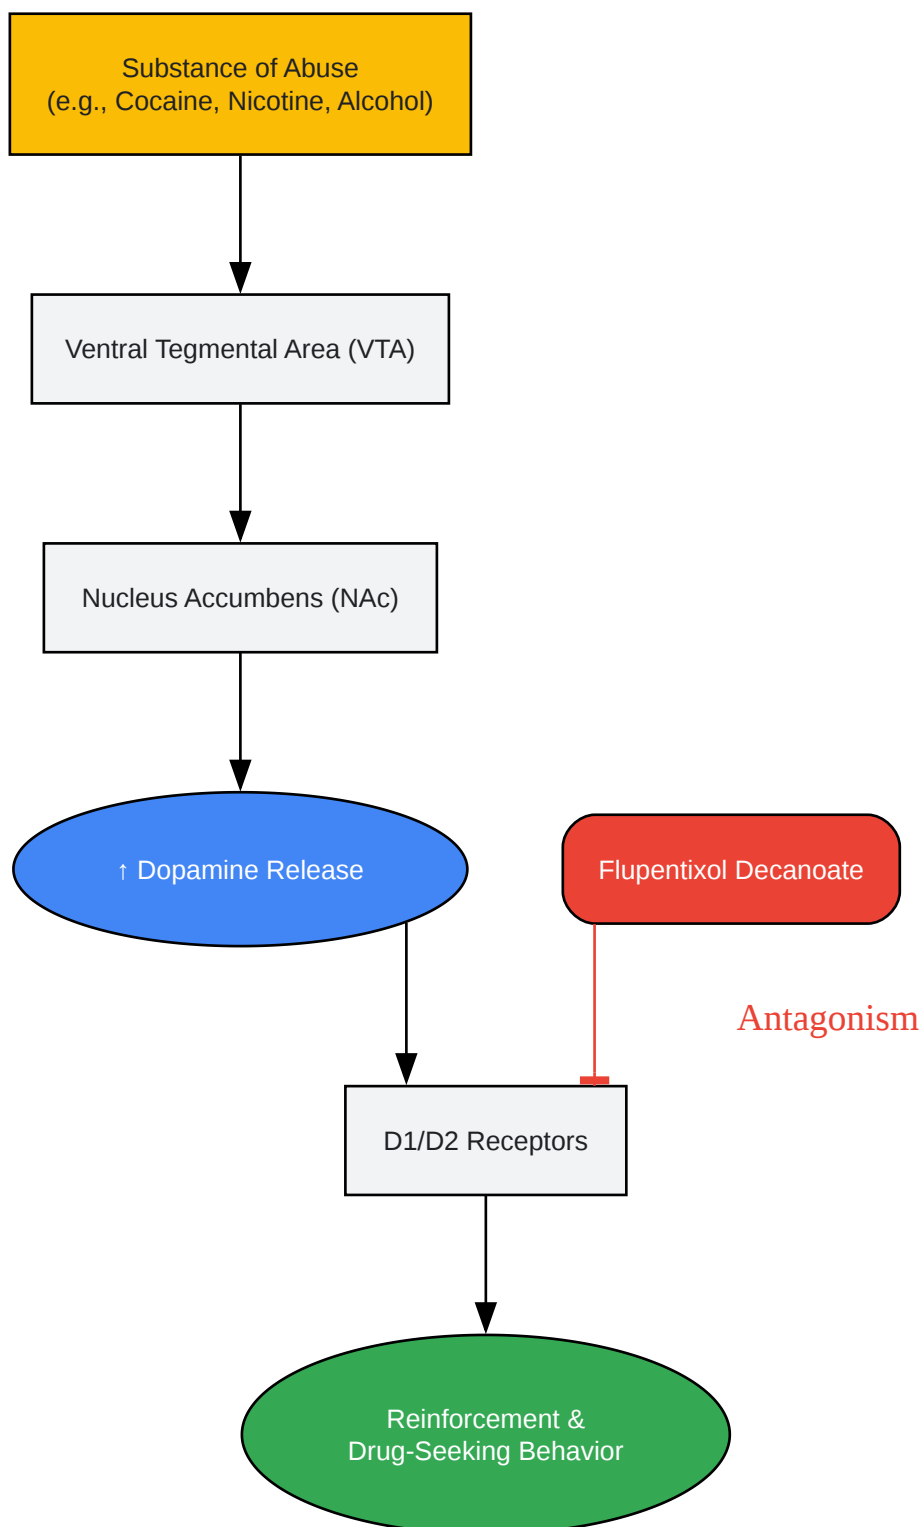 Substance of Abuse
(e.g., Cocaine, Nicotine, Alcohol)
Ventral Tegmental Area (VTA)
Nucleus Accumbens (NAc)
↑ Dopamine Release
Flupentixol Decanoate
Antagonism
D1/D2 Receptors
Reinforcement &
Drug-Seeking Behavior